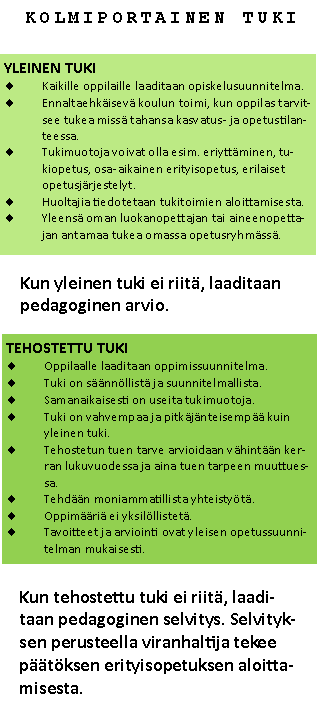 KOLMIPORTAINEN TUKI
YLEINEN TUKI
◆ Kaikille oppilaille laaditaan opiskelusuunnitelma.
◆ Ennaltaehkäisevä koulun toimi, kun oppilas tarvit-
see tukea missä tahansa kasvatus- ja opetustilan-
teessa.
◆ Tukimuotoja voivat olla esim. eriyttäminen, tu-
kiopetus, osa-aikainen erityisopetus, erilaiset
opetusjärjestelyt.
◆ Huoltajia tiedotetaan tukitoimien aloittamisesta.
◆ Yleensä oman luokanopettajan tai aineenopetta-
jan antamaa tukea omassa opetusryhmässä.
Kun yleinen tuki ei riitä, laaditaan
pedagoginen arvio.
TEHOSTETTU TUKI
◆ Oppilaalle laaditaan oppimissuunnitelma.
◆ Tuki on säännöllistä ja suunnitelmallista.
◆ Samanaikaisesti on useita tukimuotoja.
◆ Tuki on vahvempaa ja pitkäjänteisempää kuin
yleinen tuki.
◆ Tehostetun tuen tarve arvioidaan vähintään ker-
ran lukuvuodessa ja aina tuen tarpeen muuttues-
sa.
◆ Tehdään moniammatillista yhteistyötä.
◆ Oppimääriä ei yksilöllistetä.
◆ Tavoitteet ja arviointi ovat yleisen opetussuunni-
telman mukaisesti.
Kun tehostettu tuki ei riitä, laadi-
taan pedagoginen selvitys. Selvityk-
sen perusteella viranhaltija tekee
päätöksen erityisopetuksen aloitta-
misesta.